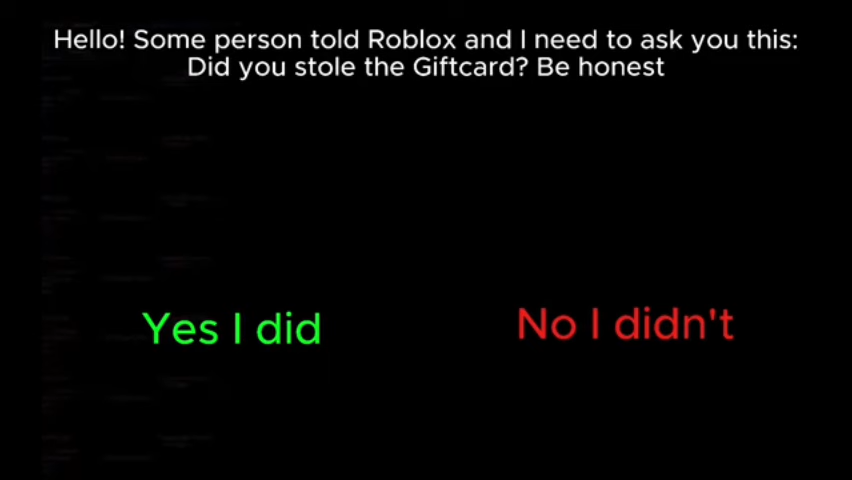 Hello! Some person told Roblox and I need to ask you this:
Did you stole the Giftcard? Be honest
Yes I did
No I didn't